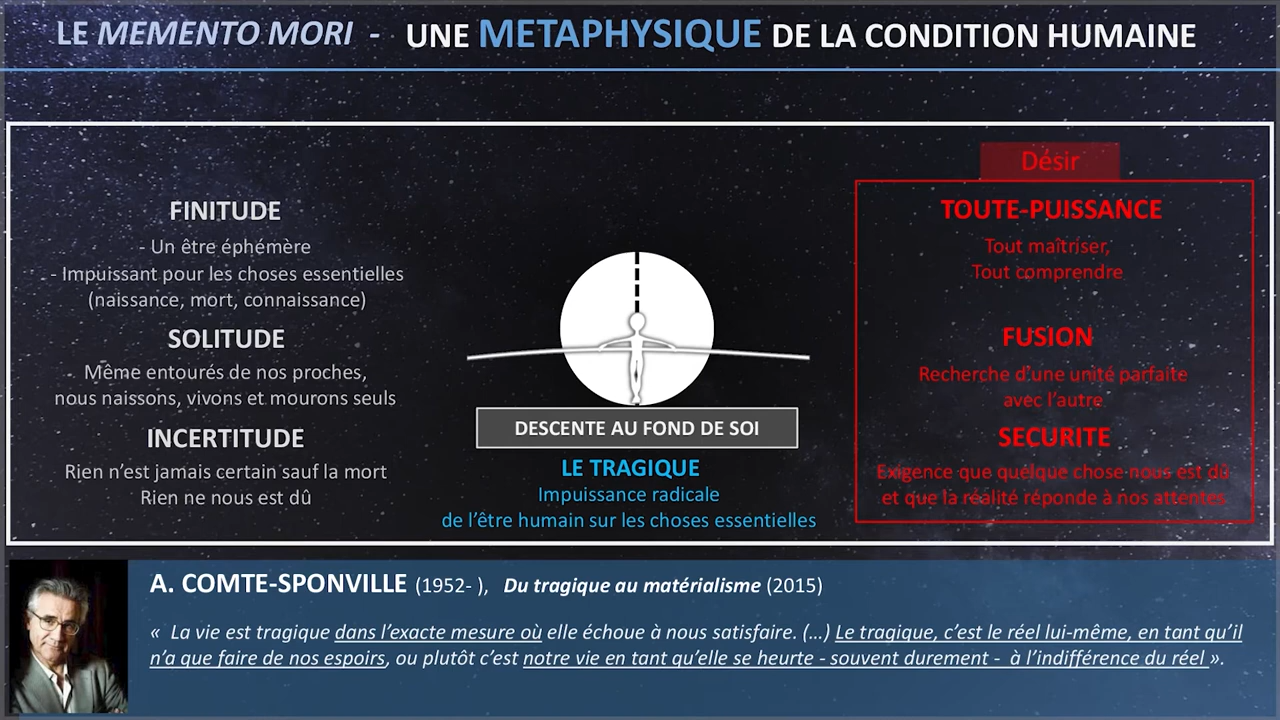 LE MEMENTO MORI - UNE METAPHYSIQUE DE LA CONDITION HUMAINE
FINITUDE
- Un être éphémère
- Impuissant pour les choses essentielles
(naissance, mort, connaissance)
SOLITUDE
Même entourés de nos proches,
nous naissons, vivons et mourons seuls
INCERTITUDE
Rien n’est jamais certain sauf la mort
Rien ne nous est dû
DESCENTE AU FOND DE SOI
LE TRAGIQUE
Impuissance radicale
de l’être humain sur les choses essentielles
Désir
TOUTE-PUISSANCE
Tout maîtriser,
Tout comprendre
FUSION
Recherche d’une unité parfaite
avec l’autre
SECURITE
Exigence que quelque chose nous est dû
et que la réalité réponde à nos attentes
A. COMTE-SPONVILLE (1952- ), Du tragique au matérialisme (2015)
« La vie est tragique dans l’exacte mesure où elle échoue à nous satisfaire. (…) Le tragique, c’est le réel lui-même, en tant qu’il
n’a que faire de nos espoirs, ou plutôt c’est notre vie en tant qu’elle se heurte - souvent durement - à l’indifférence du réel ».